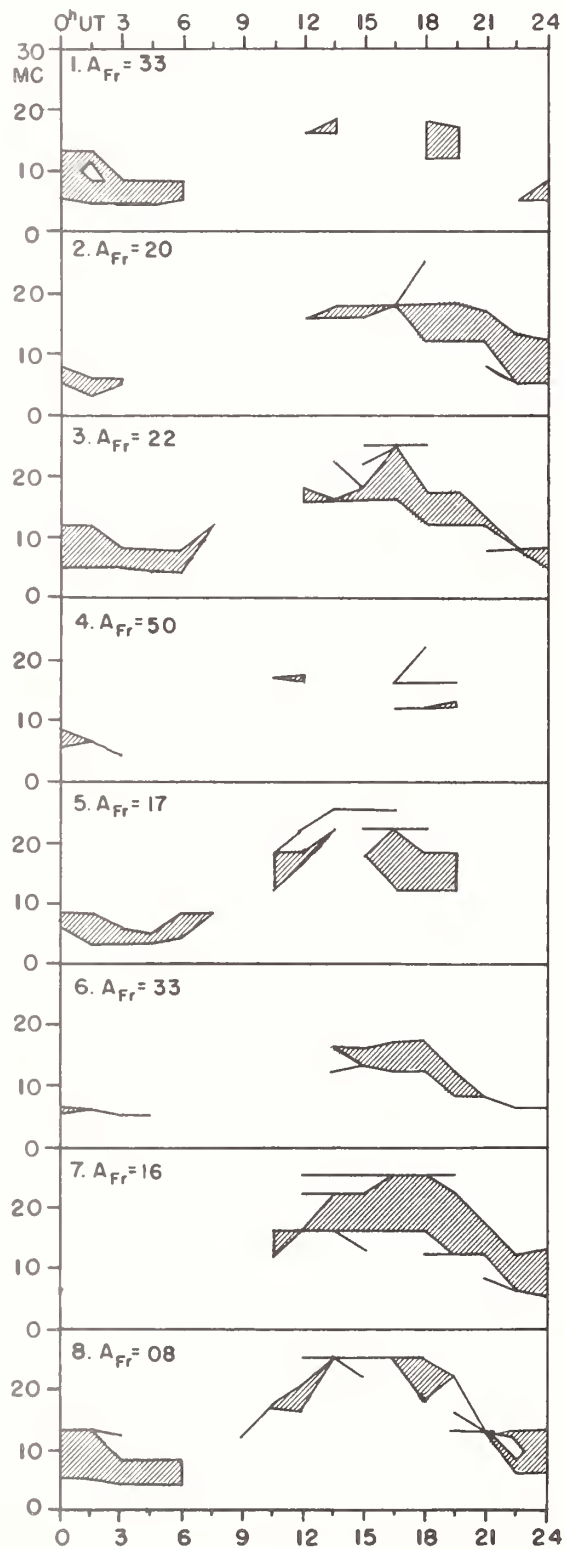 0ʰ UT 3 6 9 12 15 18 21 24
30
MC
1. A_Fr = 33
20
10
0
2. A_Fr = 20
20
10
0
3. A_Fr = 22
20
10
0
4. A_Fr = 50
20
10
0
5. A_Fr = 17
20
10
0
6. A_Fr = 33
20
10
0
7. A_Fr = 16
20
10
0
8. A_Fr = 08
20
10
0
0 3 6 9 12 15 18 21 24